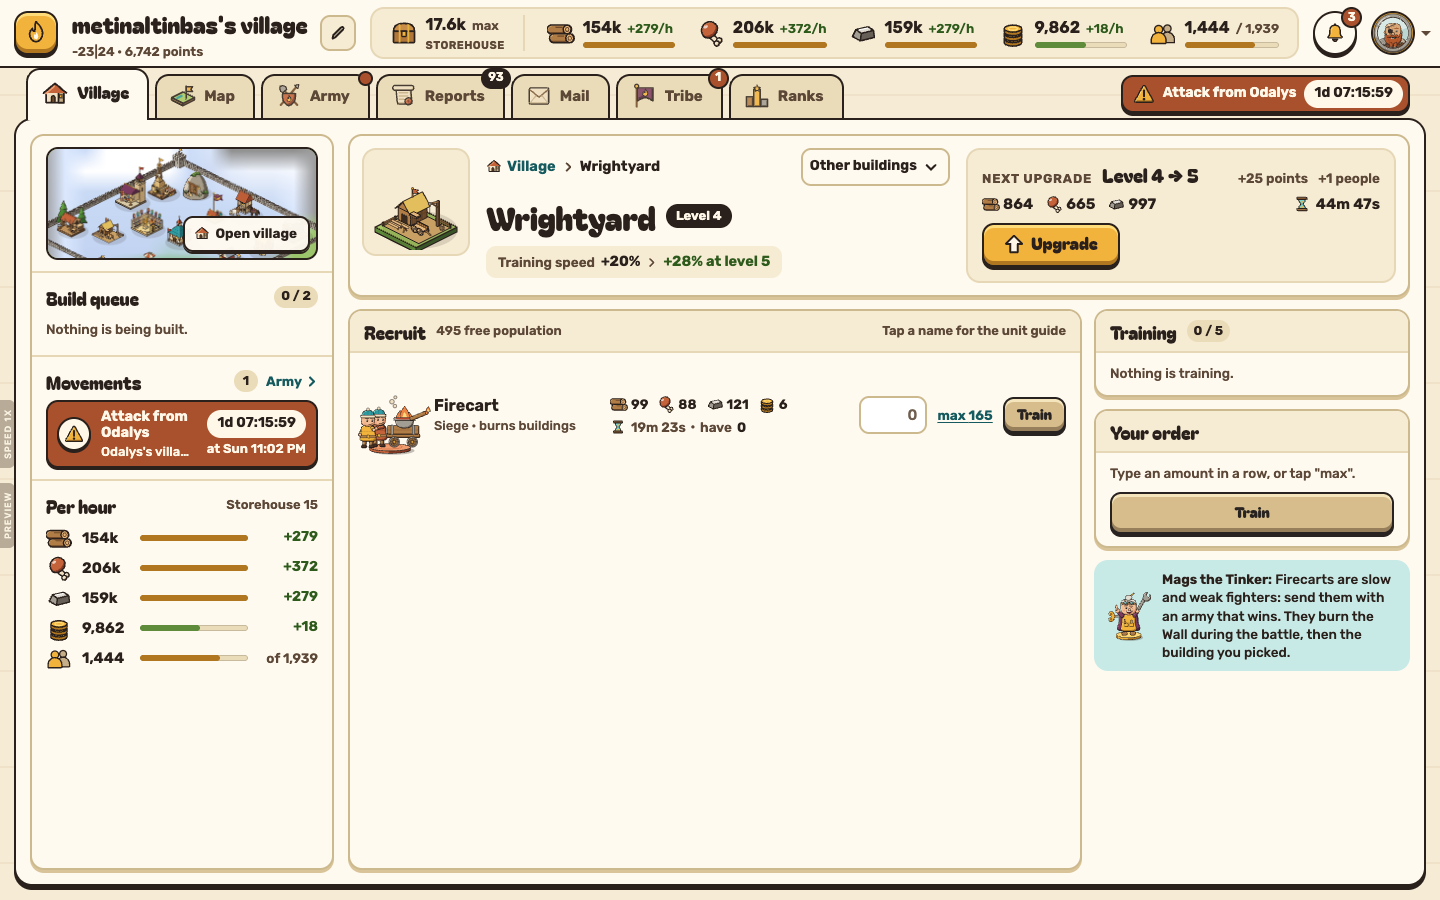 metinaltinbas's village
-23|24 • 6,742 points
17.6k max
STOREHOUSE
154k +279/h
206k +372/h
159k +279/h
9,862 +18/h
1,444 / 1,939
3
Village
Map
Army
Reports 93
Mail
Tribe 1
Ranks
Attack from Odalys 1d 07:15:59
SPEED 1X
PREVIEW
Open village
Build queue 0 / 2
Nothing is being built.
Movements 1 Army
Attack from Odalys
1d 07:15:59
Odalys's villa...
at Sun 11:02 PM
Per hour Storehouse 15
154k +279
206k +372
159k +279
9,862 +18
1,444 of 1,939
Village > Wrightyard
Other buildings
Wrightyard Level 4
Training speed +20% > +28% at level 5
NEXT UPGRADE Level 4 → 5 +25 points +1 people
864 665 997 44m 47s
Upgrade
Recruit 495 free population Tap a name for the unit guide
Firecart
Siege • burns buildings
99 88 121 6
19m 23s • have 0
0 max 165 Train
Training 0 / 5
Nothing is training.
Your order
Type an amount in a row, or tap "max".
Train
Mags the Tinker: Firecarts are slow
and weak fighters: send them with
an army that wins. They burn the
Wall during the battle, then the
building you picked.